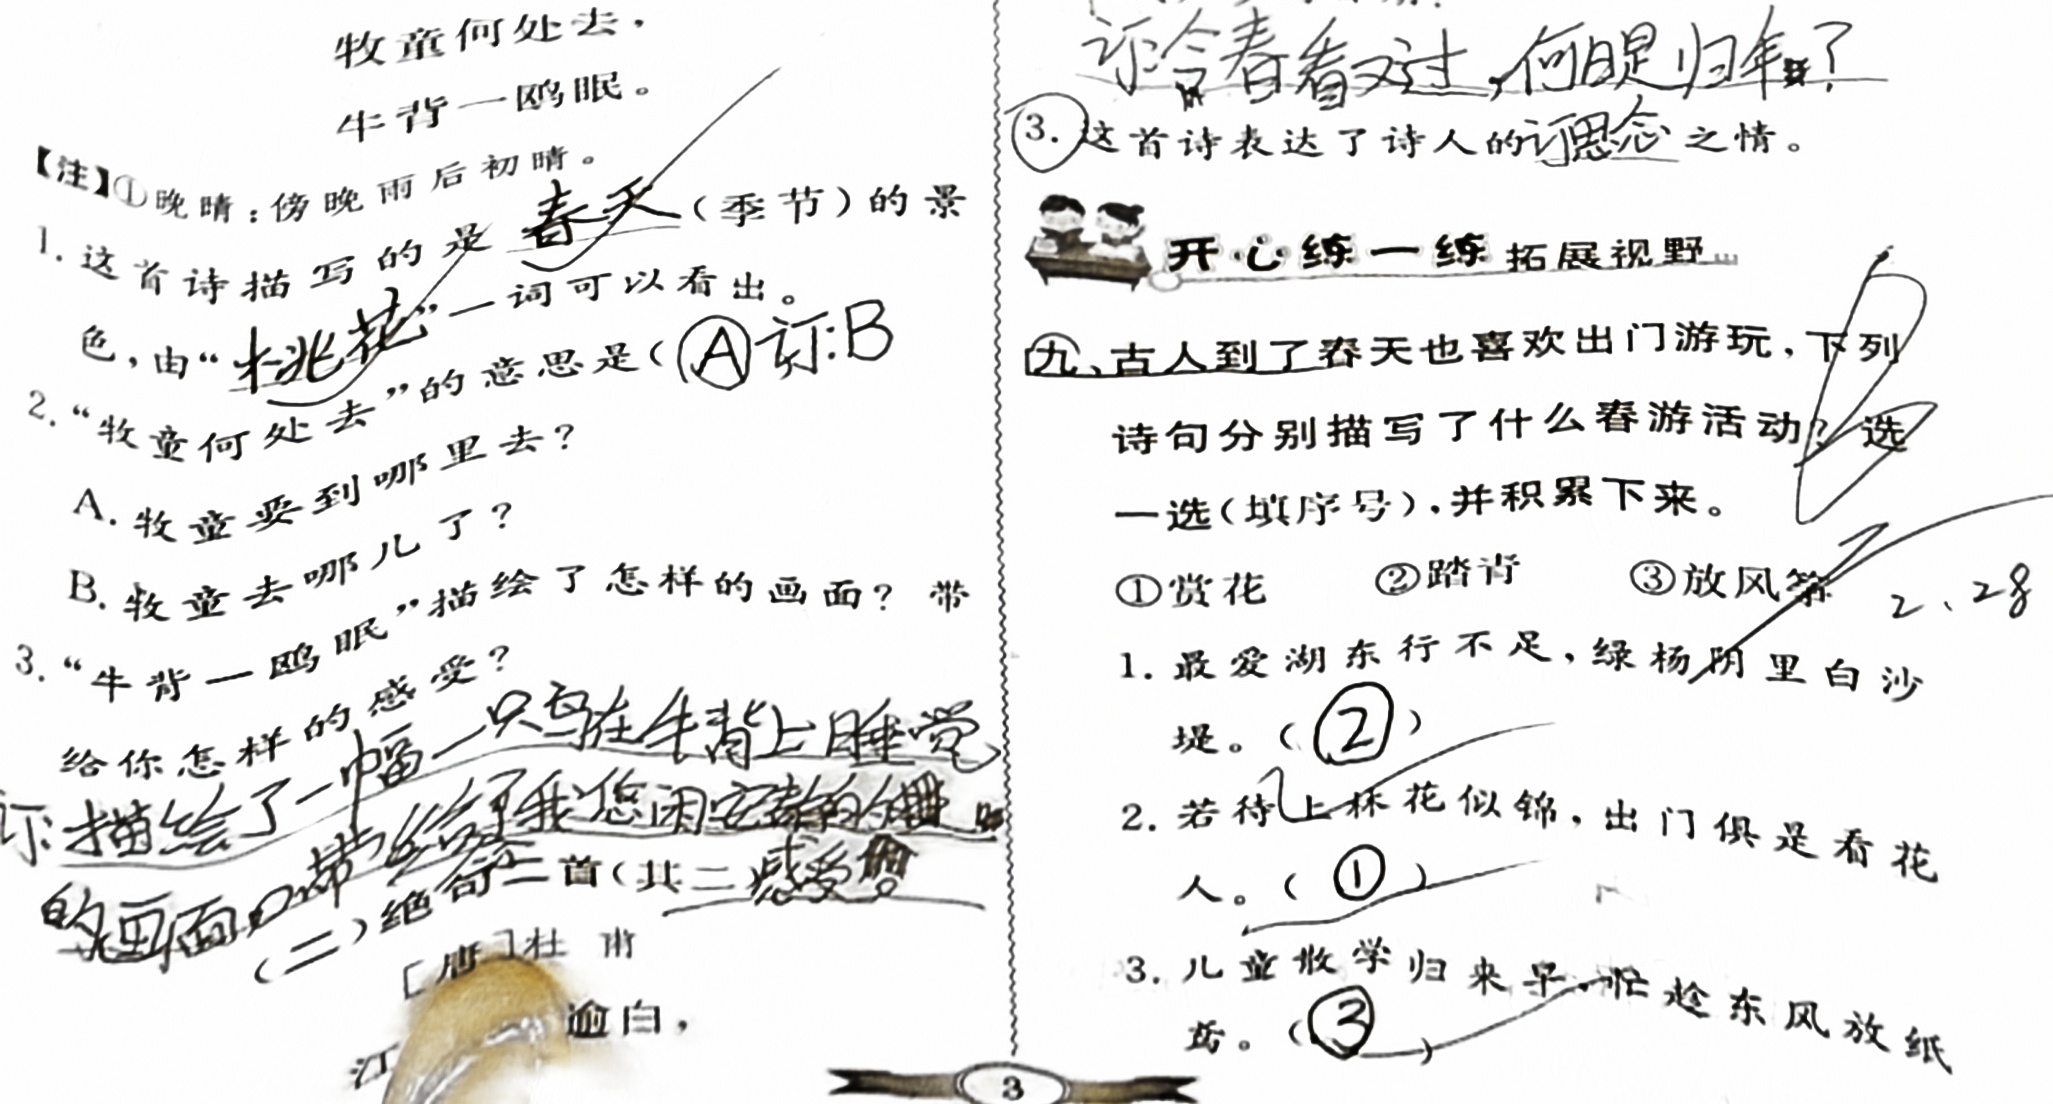 牧童何处去，
牛背一鸥眠。
【注】①晚晴：傍晚雨后初晴。
1. 这首诗描写的是 春天（季节）的景
色，由“桃花”一词可以看出。
2. “牧童何处去”的意思是（A 订:B
A. 牧童要到哪里去？
B. 牧童去哪儿了？
3. “牛背一鸥眠”描绘了怎样的画面？带
给你怎样的感受？
订:描绘了一幅一只鸟在牛背上睡觉
的画面,带给了我悠闲安静的
感受
（二）绝句二首（其二）
［唐］杜甫
江 逾白，
订:今春看又过,何日是归年?
3. 这首诗表达了诗人的订思念之情。
开心练一练 拓展视野
九、古人到了春天也喜欢出门游玩，下列
诗句分别描写了什么春游活动？选
一选（填序号），并积累下来。
①赏花 ②踏青 ③放风筝
2、28
1. 最爱湖东行不足，绿杨阴里白沙
堤。（②）
2. 若待上林花似锦，出门俱是看花
人。（①）
3. 儿童散学归来早，忙趁东风放纸
鸢。（③）
3